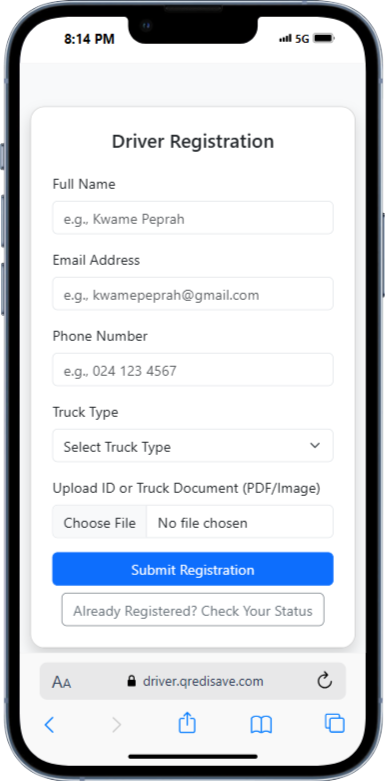 8:14 PM 5G
Driver Registration
Full Name
e.g., Kwame Peprah
Email Address
e.g., kwamepeprah@gmail.com
Phone Number
e.g., 024 123 4567
Truck Type
Select Truck Type
Upload ID or Truck Document (PDF/Image)
Choose File No file chosen
Submit Registration
Already Registered? Check Your Status
AA driver.qredisave.com